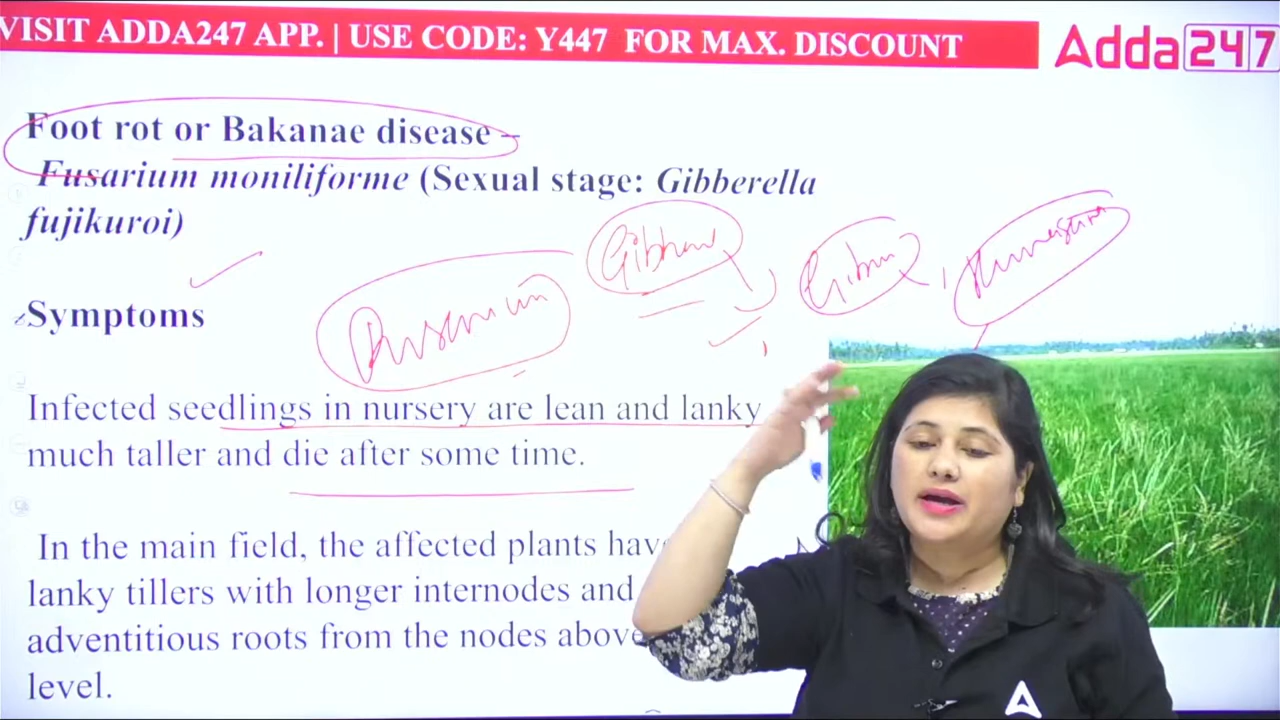 VISIT ADDA247 APP. | USE CODE: Y447 FOR MAX. DISCOUNT
Adda247
Foot rot or Bakanae disease –
Fusarium moniliforme (Sexual stage: Gibberella
fujikuroi)
Symptoms
Infected seedlings in nursery are lean and lanky
much taller and die after some time.
In the main field, the affected plants hav
lanky tillers with longer internodes and
adventitious roots from the nodes above
level.